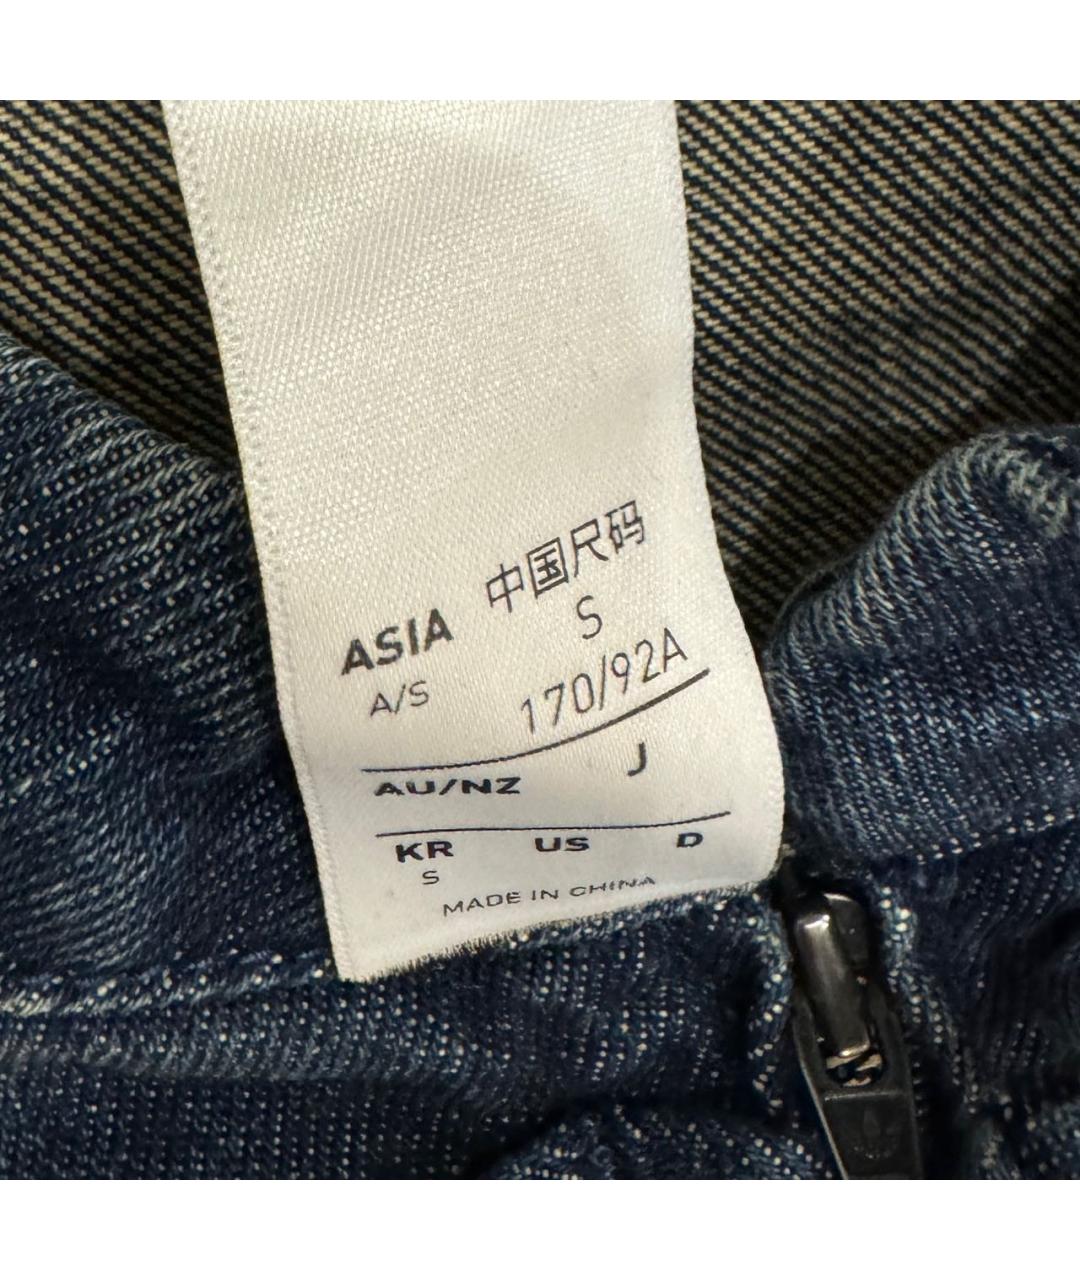 中国尺码
ASIA S
A/S 170/92A
AU/NZ J
KR US D
S
MADE IN CHINA